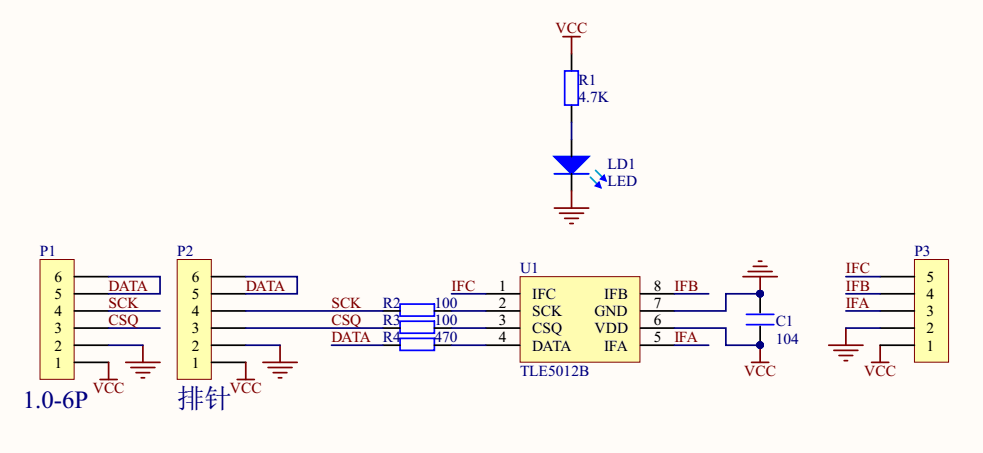 VCC
R1
4.7K
LD1
LED
P1
6
5
4
3
2
1
DATA
SCK
CSQ
VCC
1.0-6P
P2
6
5
4
3
2
1
DATA
VCC
排针
SCK
CSQ
DATA
R2
R3
R4
100
100
470
IFC
1
2
3
4
U1
IFC
SCK
CSQ
DATA
IFB
GND
VDD
IFA
TLE5012B
8
7
6
5
IFB
IFA
C1
104
VCC
P3
IFC
IFB
IFA
5
4
3
2
1
VCC